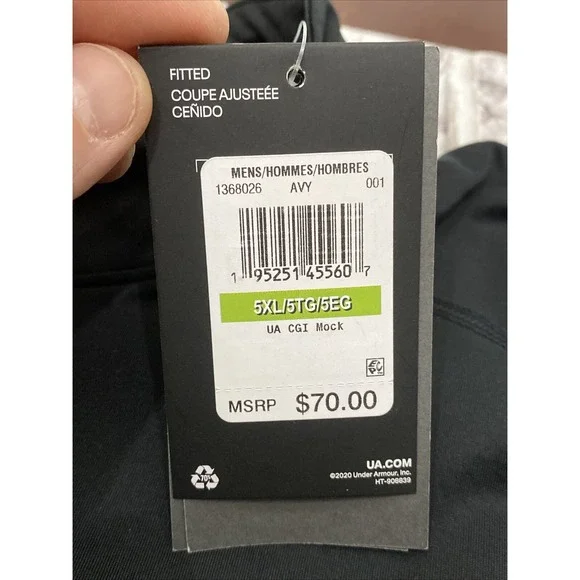 FITTED
COUPE AJUSTEÉE
CEÑIDO
MENS/HOMMES/HOMBRES
1368026 AVY 001
1 95251 45560 7
5XL/5TG/5EG
UA CGI Mock
MSRP $70.00
70%
UA.COM
©2020 Under Armour, Inc.
HT-908839